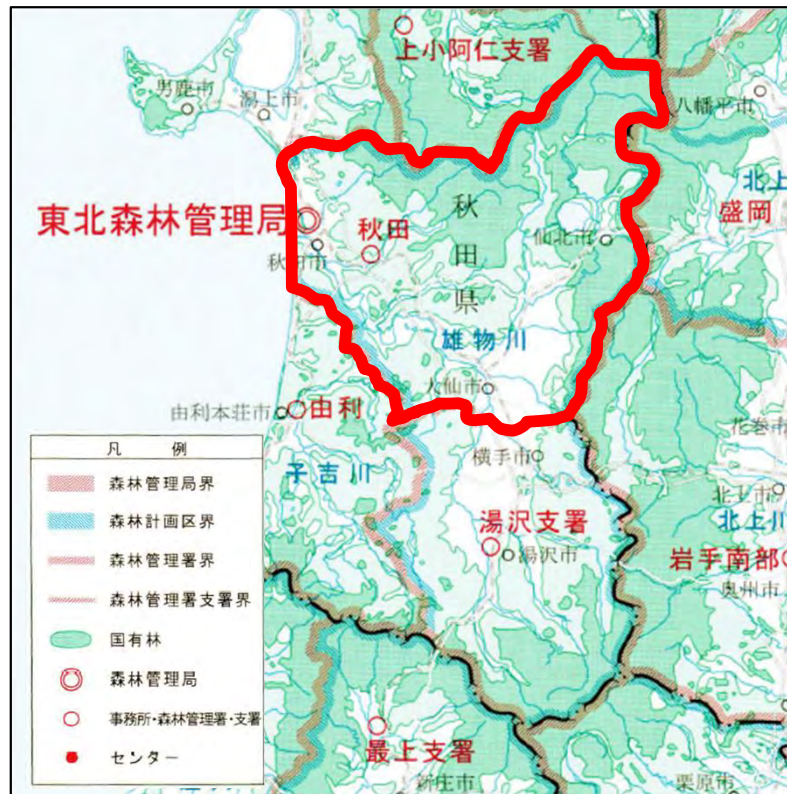 上小阿仁支署
男鹿市
潟上市
八幡平市
北上
盛岡
東北森林管理局
秋田
秋田市
秋田県
仙北市
雄物川
大仙市
由利本荘市
由利
花巻市
凡 例
横手市
子吉川
森林管理局界
北上市
森林計画区界
湯沢支署
北上川
湯沢市
岩手南部
森林管理署界
奥州市
森林管理署支署界
国有林
森林管理局
事務所・森林管理署・支署
最上支署
センター
新庄市
栗原市